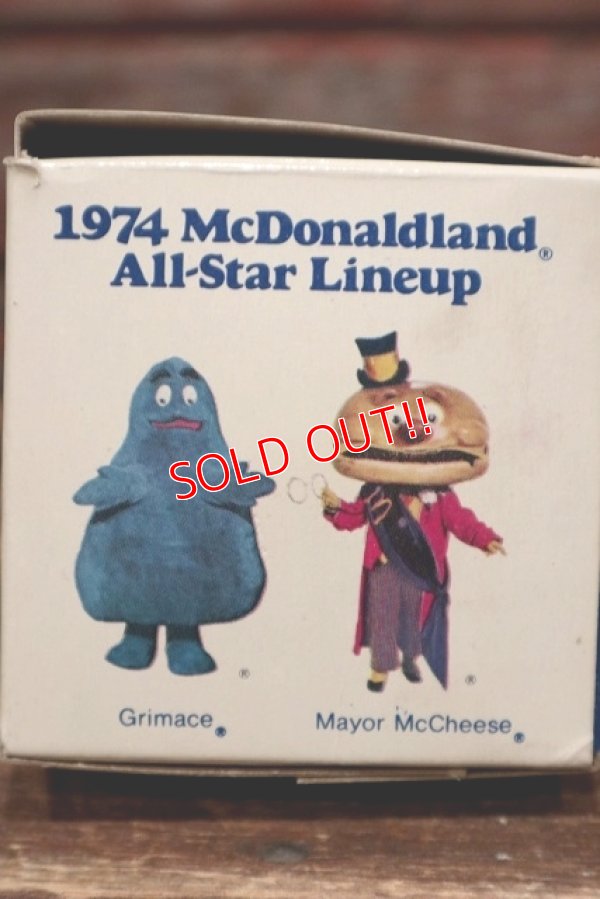 1974 McDonaldland®
All-Star Lineup
SOLD OUT!!
® ®
Grimace® Mayor McCheese®